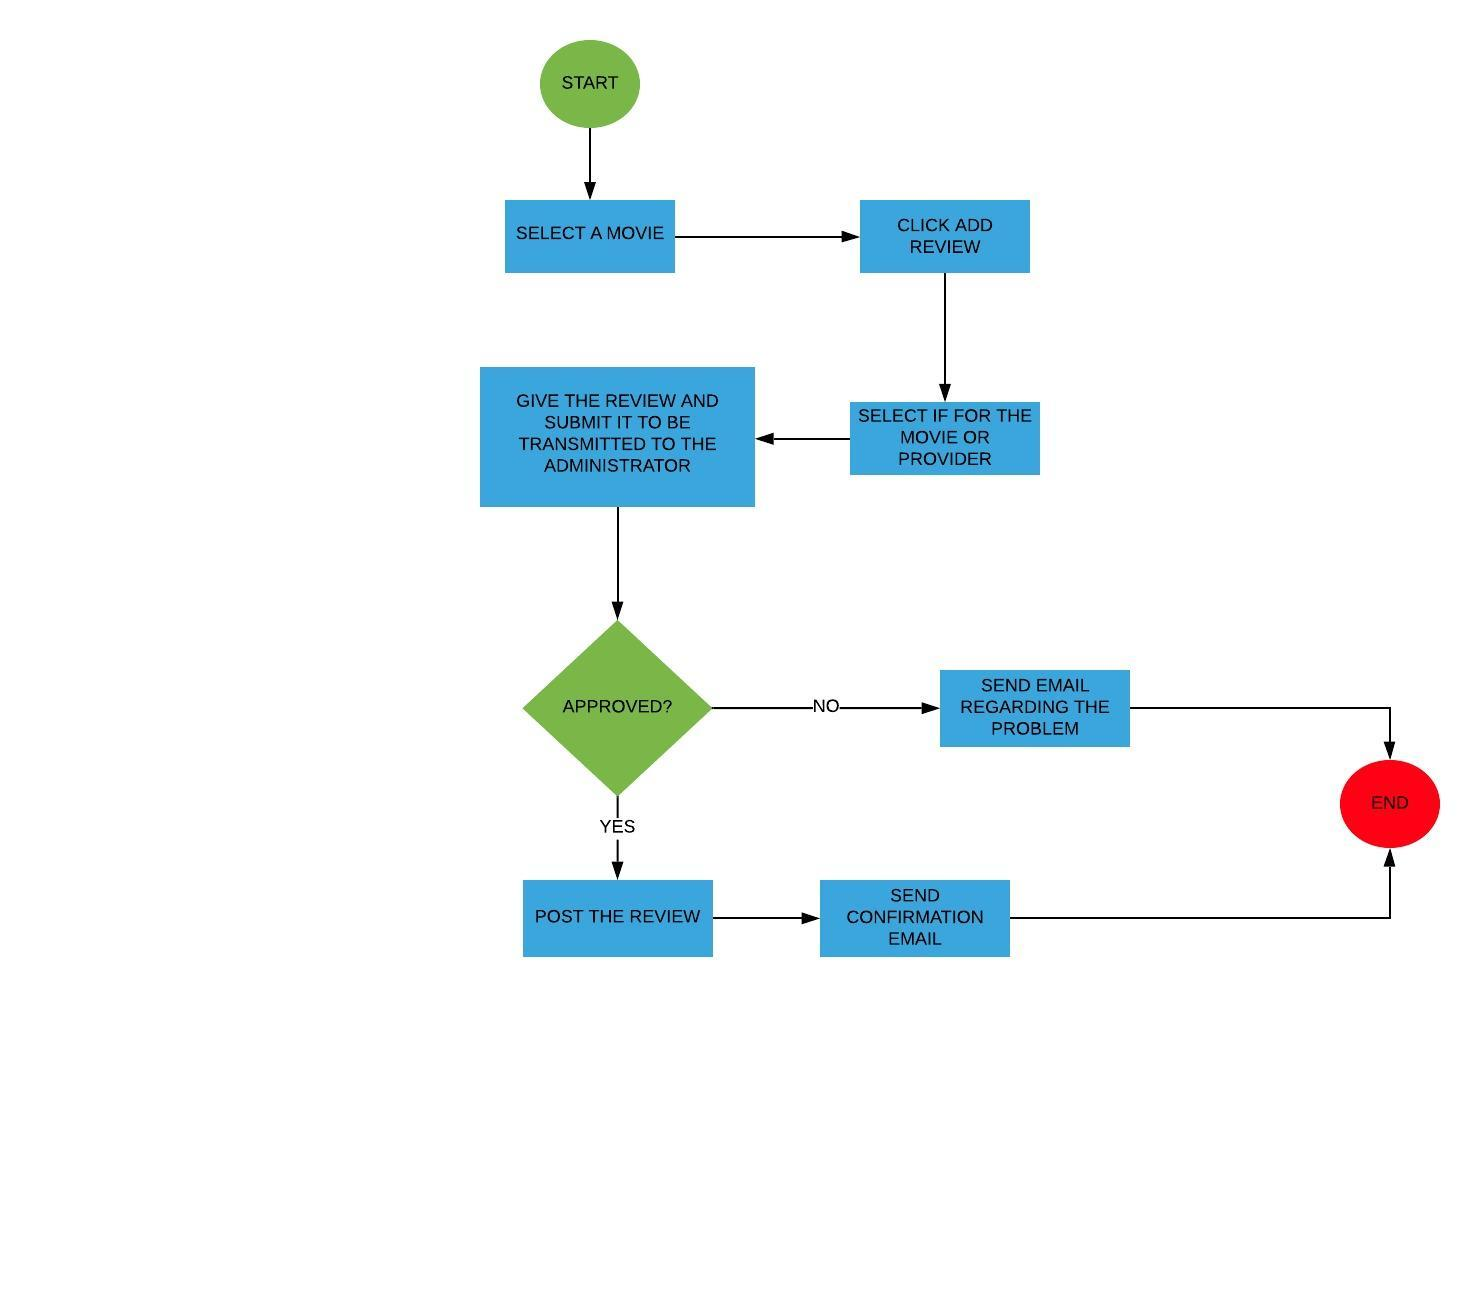 START
SELECT A MOVIE
CLICK ADD
REVIEW
SELECT IF FOR THE
MOVIE OR
PROVIDER
GIVE THE REVIEW AND
SUBMIT IT TO BE
TRANSMITTED TO THE
ADMINISTRATOR
APPROVED?
NO
SEND EMAIL
REGARDING THE
PROBLEM
END
YES
POST THE REVIEW
SEND
CONFIRMATION
EMAIL